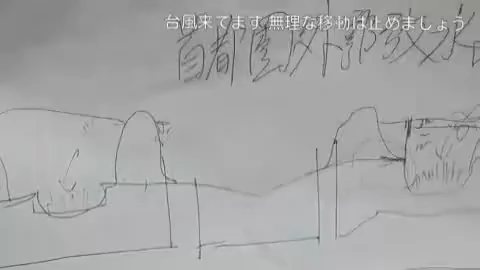 台風来てます 無理な移動は止めましょう
首都圏外郭放水